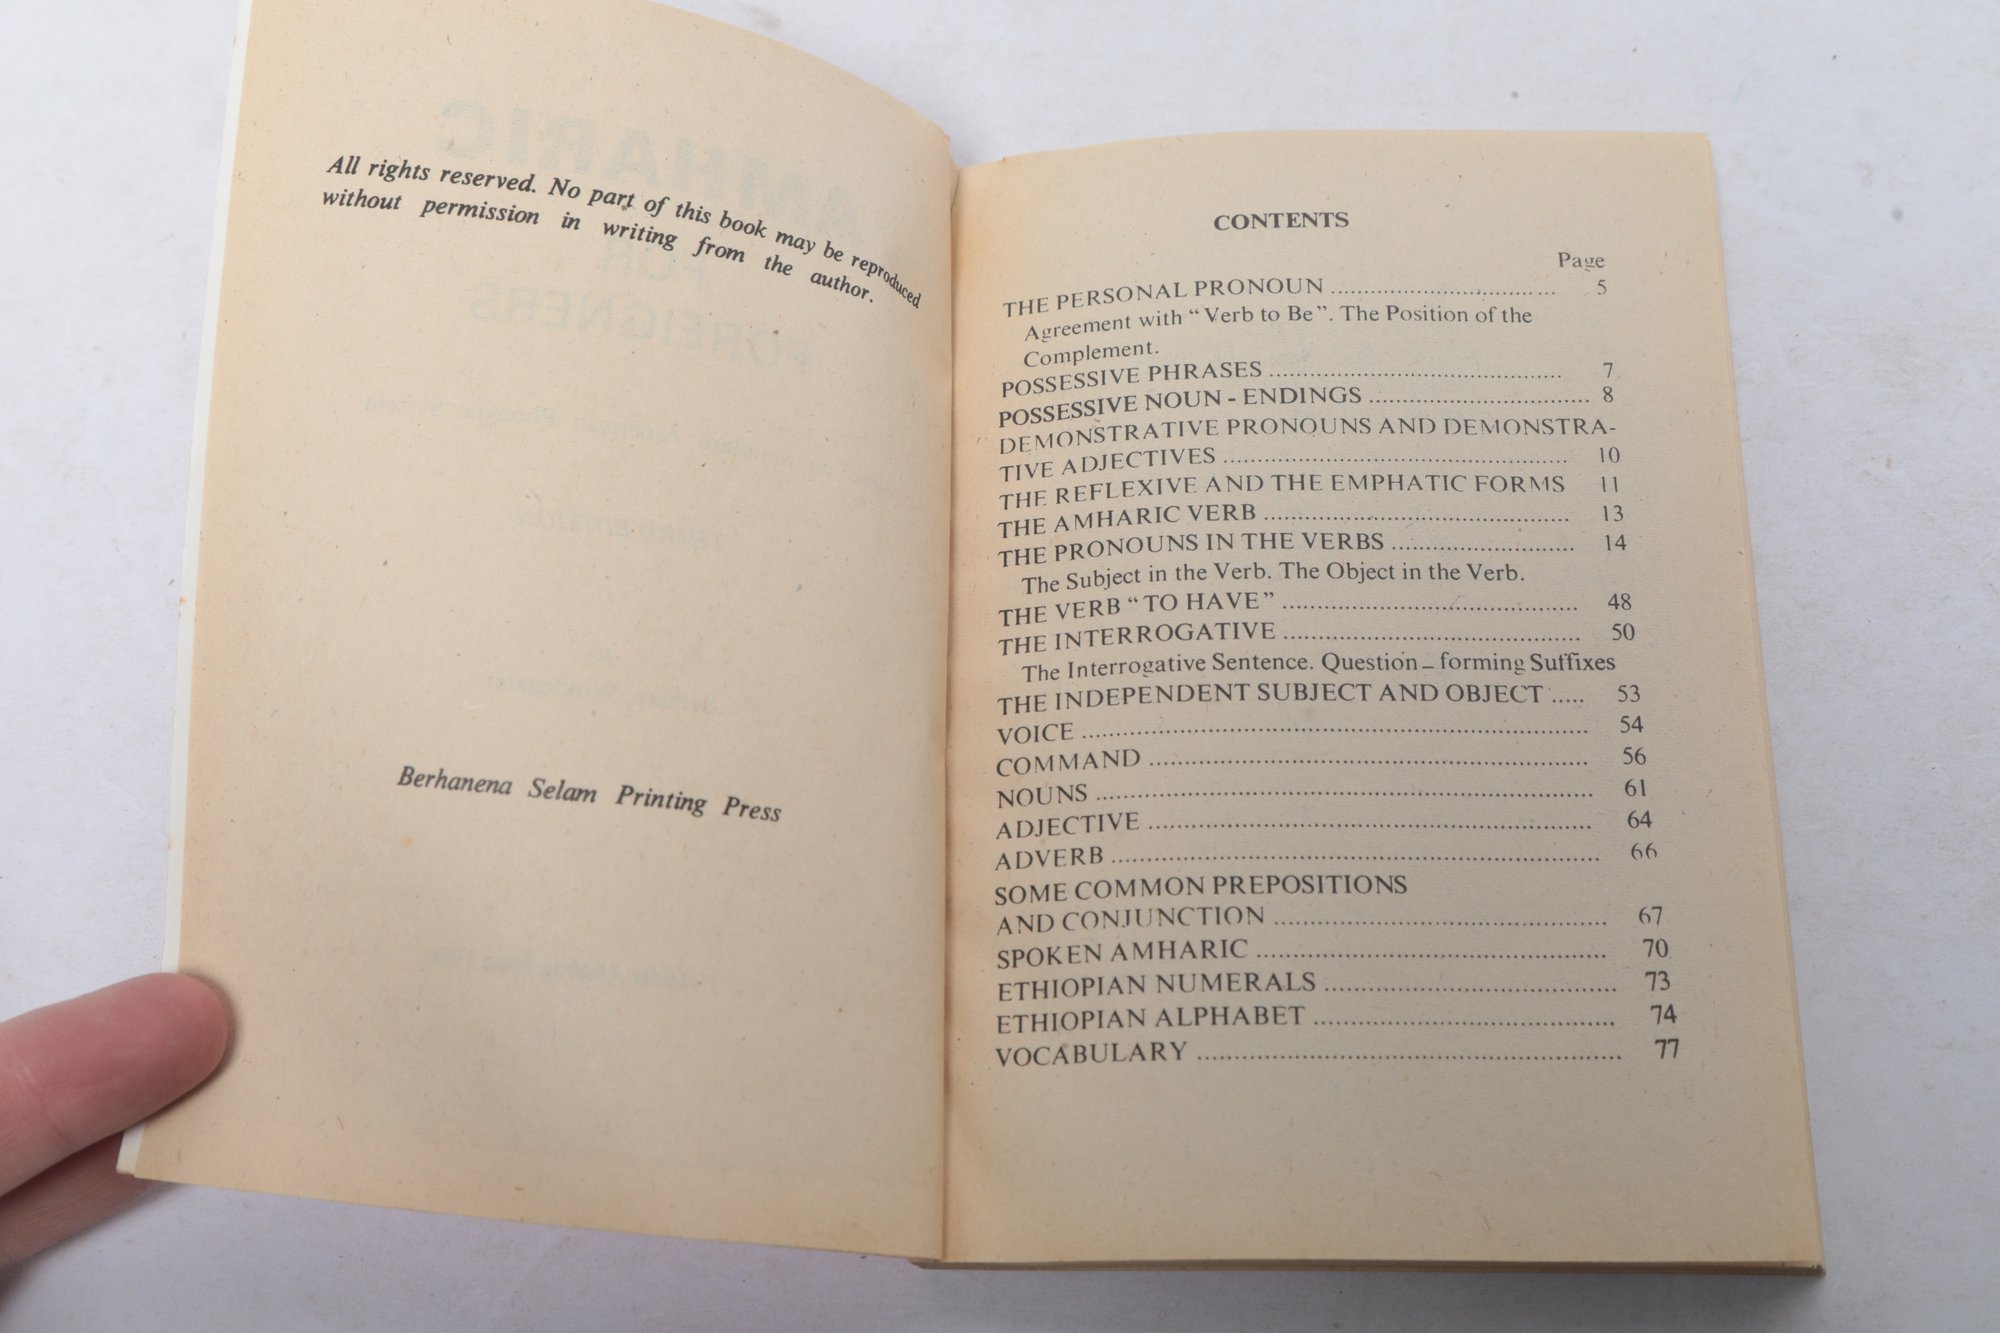 All rights reserved. No part of this book may be reproduced
without permission in writing from the author.
Berhanena Selam Printing Press
AMHARIC
FOR
FOREIGNERS
THIRD EDITION
CONTENTS
Page
THE PERSONAL PRONOUN ................................ 5
Agreement with "Verb to Be". The Position of the
Complement.
POSSESSIVE PHRASES ................................ 7
POSSESSIVE NOUN - ENDINGS ................................ 8
DEMONSTRATIVE PRONOUNS AND DEMONSTRA-
TIVE ADJECTIVES ................................ 10
THE REFLEXIVE AND THE EMPHATIC FORMS 11
THE AMHARIC VERB ................................ 13
THE PRONOUNS IN THE VERBS ................................ 14
The Subject in the Verb. The Object in the Verb.
THE VERB "TO HAVE" ................................ 48
THE INTERROGATIVE ................................ 50
The Interrogative Sentence. Question – forming Suffixes
THE INDEPENDENT SUBJECT AND OBJECT ..... 53
VOICE ................................ 54
COMMAND ................................ 56
NOUNS ................................ 61
ADJECTIVE ................................ 64
ADVERB ................................ 66
SOME COMMON PREPOSITIONS
AND CONJUNCTION ................................ 67
SPOKEN AMHARIC ................................ 70
ETHIOPIAN NUMERALS ................................ 73
ETHIOPIAN ALPHABET ................................ 74
VOCABULARY ................................ 77